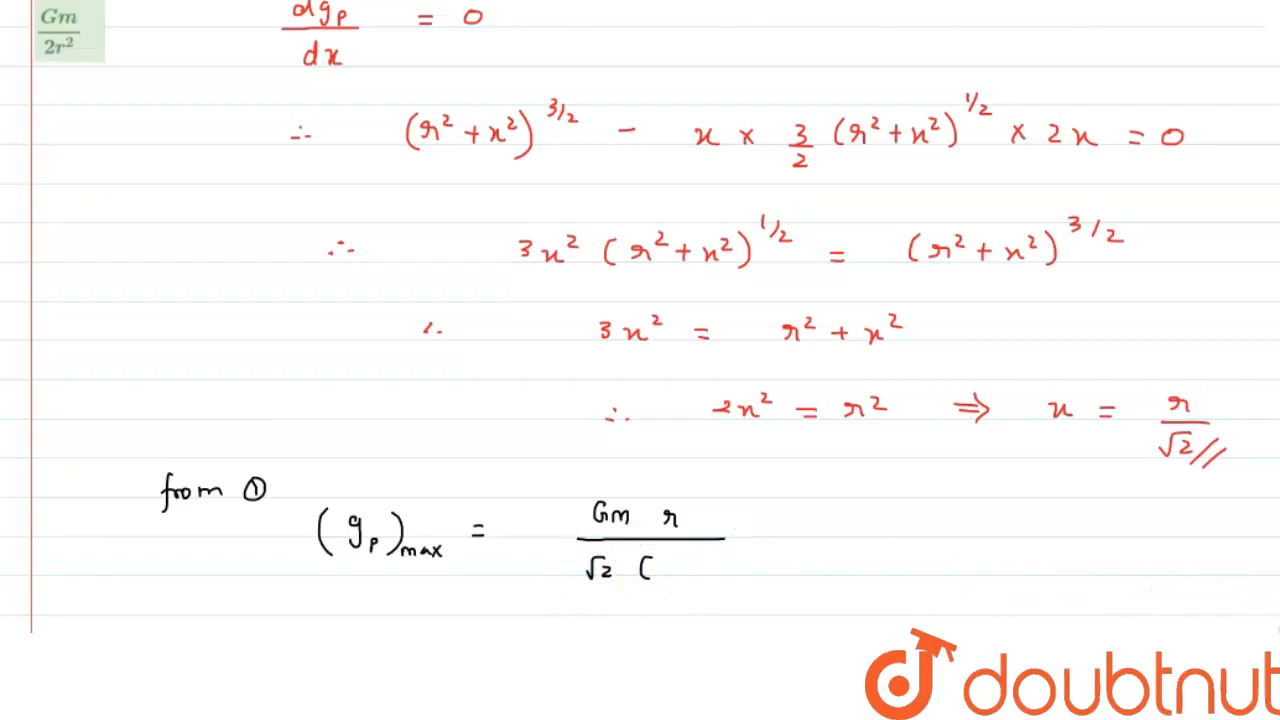 Gm/2r²
dg_p/dx = 0
∴ (r² + x²)^3/2 - x × 3/2 (r² + x²)^1/2 × 2x = 0
∴ 3x² (r² + x²)^1/2 = (r² + x²)^3/2
∴ 3x² = r² + x²
∴ 2x² = r² ⇒ x = r/√2 //
from ①
(g_p)_max = Gm r / √2 (
doubtnut